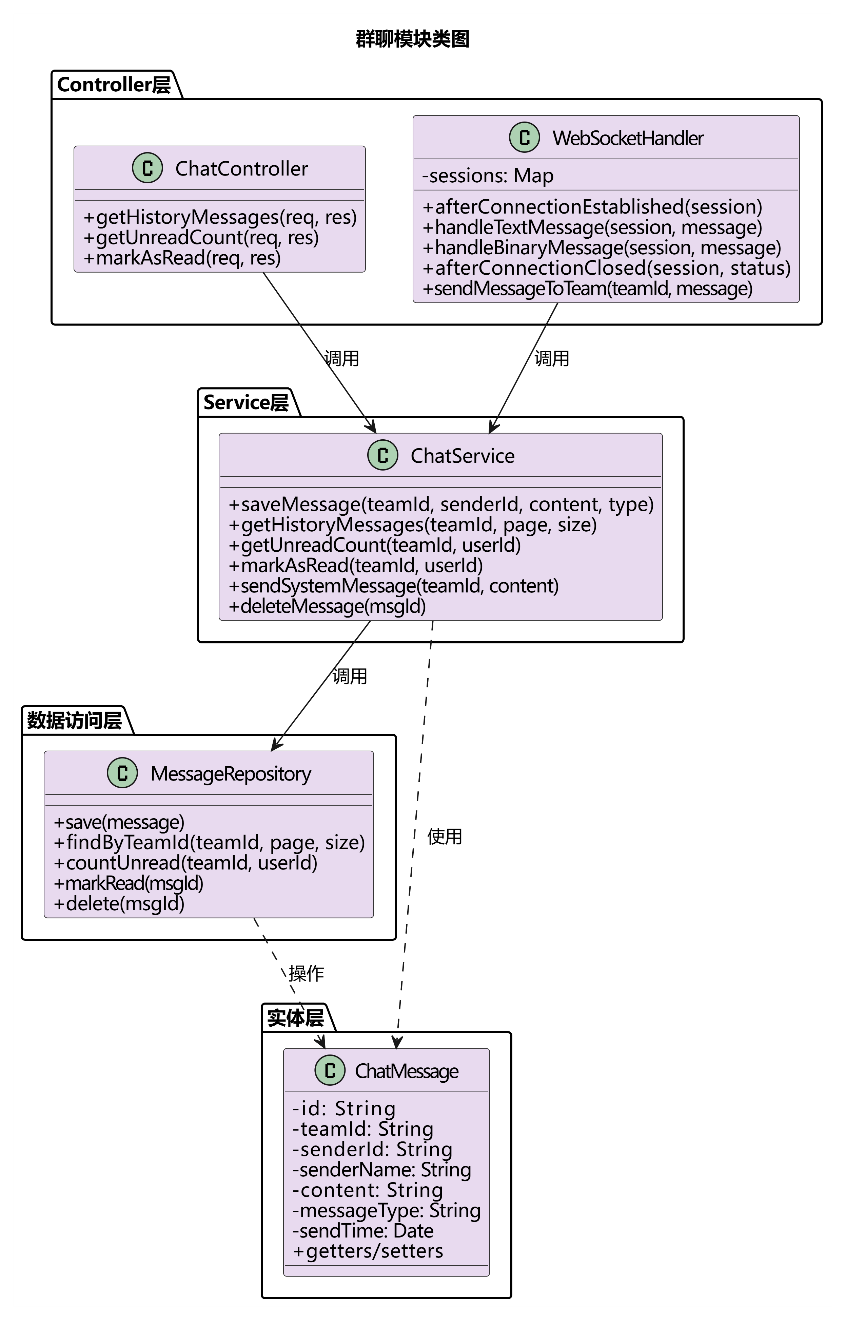 群聊模块类图
Controller层
C ChatController
+getHistoryMessages(req, res)
+getUnreadCount(req, res)
+markAsRead(req, res)
C WebSocketHandler
-sessions: Map
+afterConnectionEstablished(session)
+handleTextMessage(session, message)
+handleBinaryMessage(session, message)
+afterConnectionClosed(session, status)
+sendMessageToTeam(teamId, message)
调用
调用
Service层
C ChatService
+saveMessage(teamId, senderId, content, type)
+getHistoryMessages(teamId, page, size)
+getUnreadCount(teamId, userId)
+markAsRead(teamId, userId)
+sendSystemMessage(teamId, content)
+deleteMessage(msgId)
调用
数据访问层
C MessageRepository
+save(message)
+findByTeamId(teamId, page, size)
+countUnread(teamId, userId)
+markRead(msgId)
+delete(msgId)
使用
操作
实体层
C ChatMessage
-id: String
-teamId: String
-senderId: String
-senderName: String
-content: String
-messageType: String
-sendTime: Date
+getters/setters